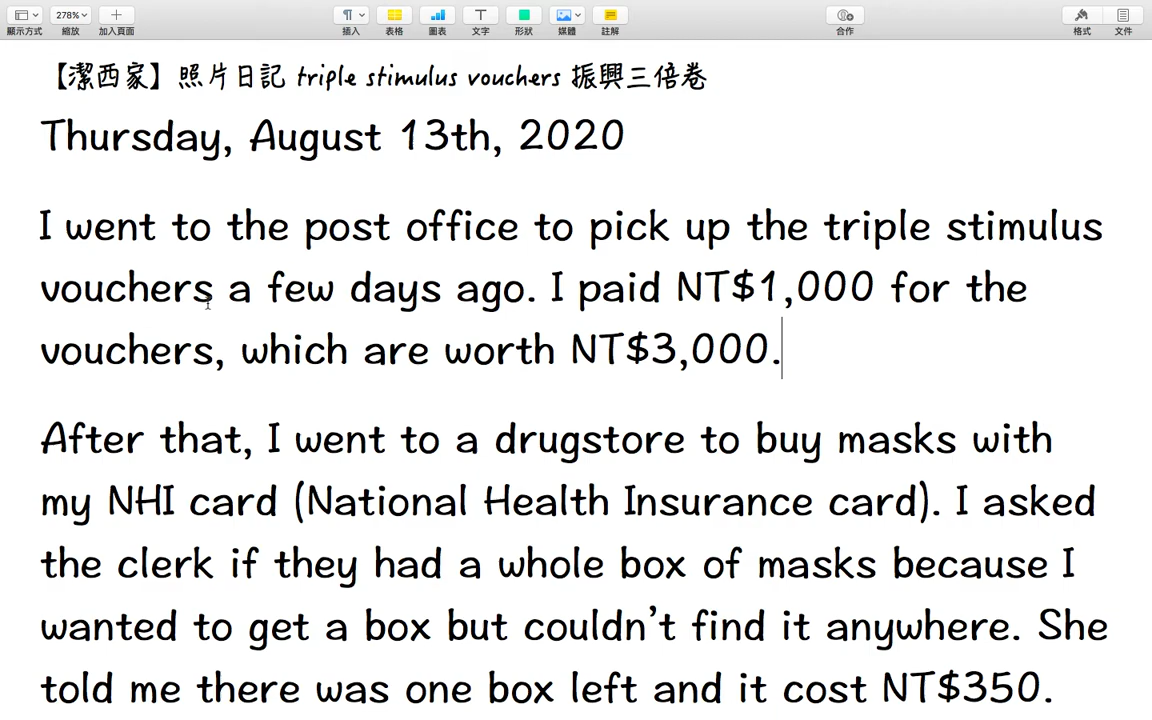 278%
顯示方式 縮放 加入頁面 插入 表格 圖表 文字 形狀 媒體 註解 合作 格式 文件
【潔西家】照片日記 triple stimulus vouchers 振興三倍卷
Thursday, August 13th, 2020
I went to the post office to pick up the triple stimulus
vouchers a few days ago. I paid NT$1,000 for the
vouchers, which are worth NT$3,000.
After that, I went to a drugstore to buy masks with
my NHI card (National Health Insurance card). I asked
the clerk if they had a whole box of masks because I
wanted to get a box but couldn't find it anywhere. She
told me there was one box left and it cost NT$350.